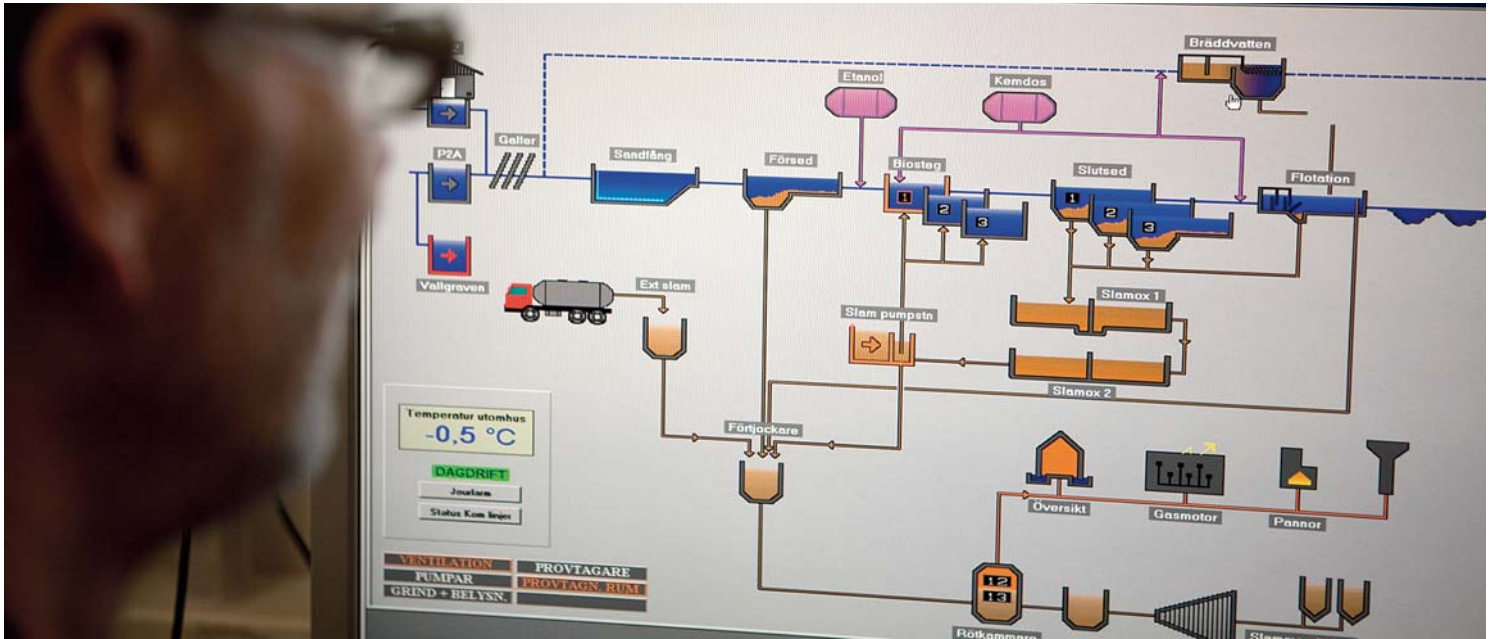 Bräddvatten
Etanol
Kemdos
P2A
Galler
Sandfång
Försed
Biosteg
1
2
3
Slutsed
1
2
3
Flotation
Vallgraven
Ext slam
Slam pumpstn
Slamox 1
Slamox 2
Temperatur utomhus
-0,5 °C
DAGDRIFT
Jourlarm
Status Kom linjer
Förtjockare
Översikt
Gasmotor
Pannor
VENTILATION
PROVTAGARE
PUMPAR
PROVTAGN. RUM
GRIND + BELYSN.
12
13
Rötkammare